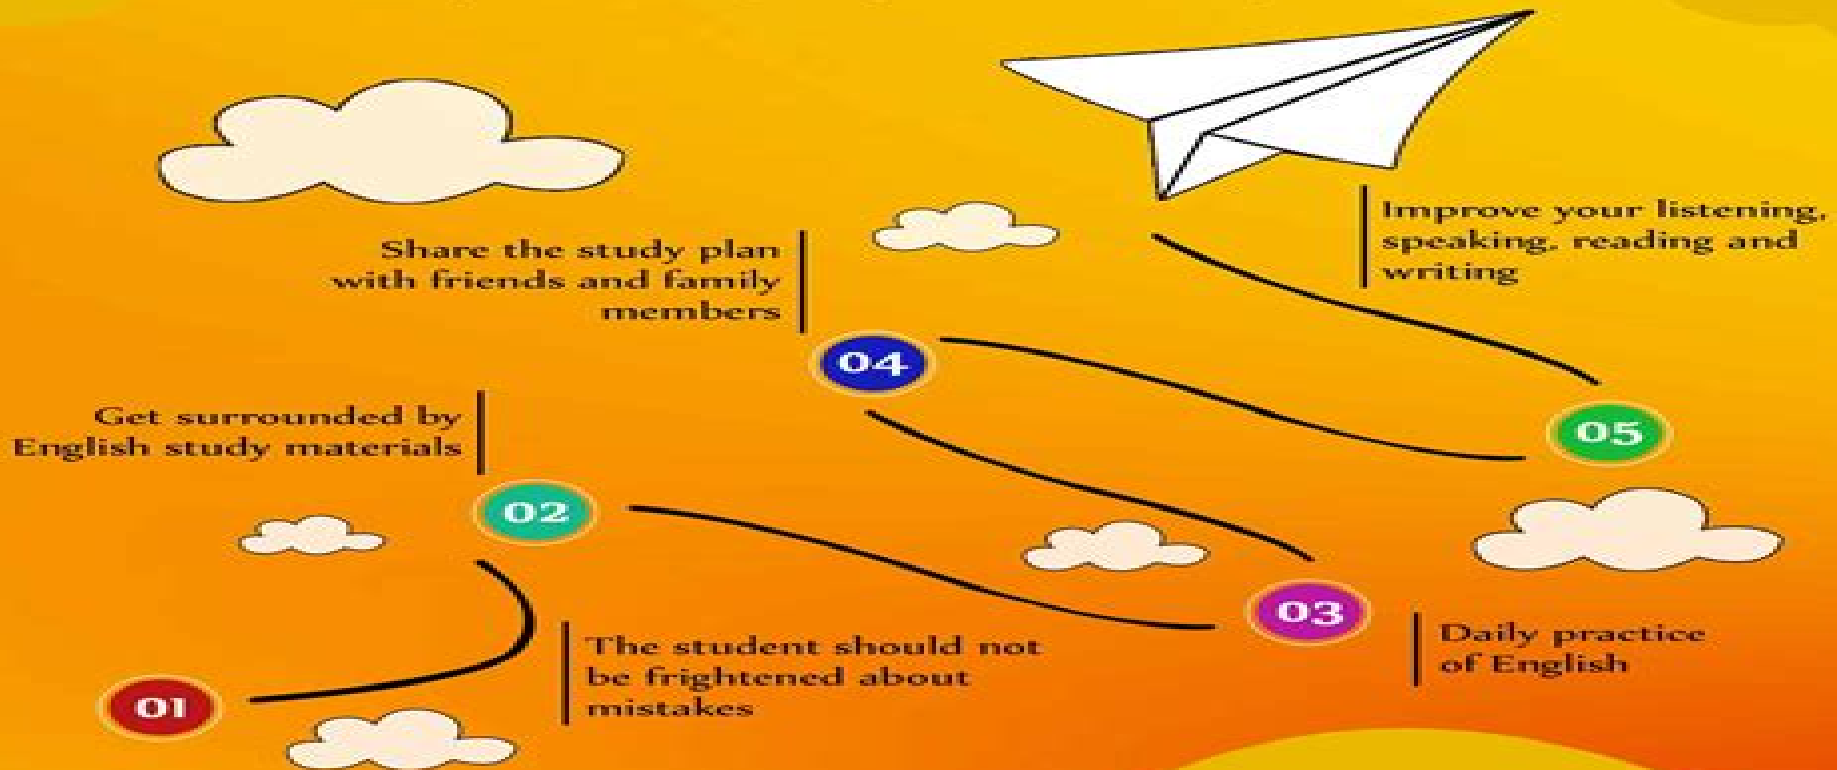 Improve your listening,
speaking, reading and
writing
Share the study plan
with friends and family
members
04
05
Get surrounded by
English study materials
02
03
Daily practice
of English
The student should not
be frightened about
mistakes
01